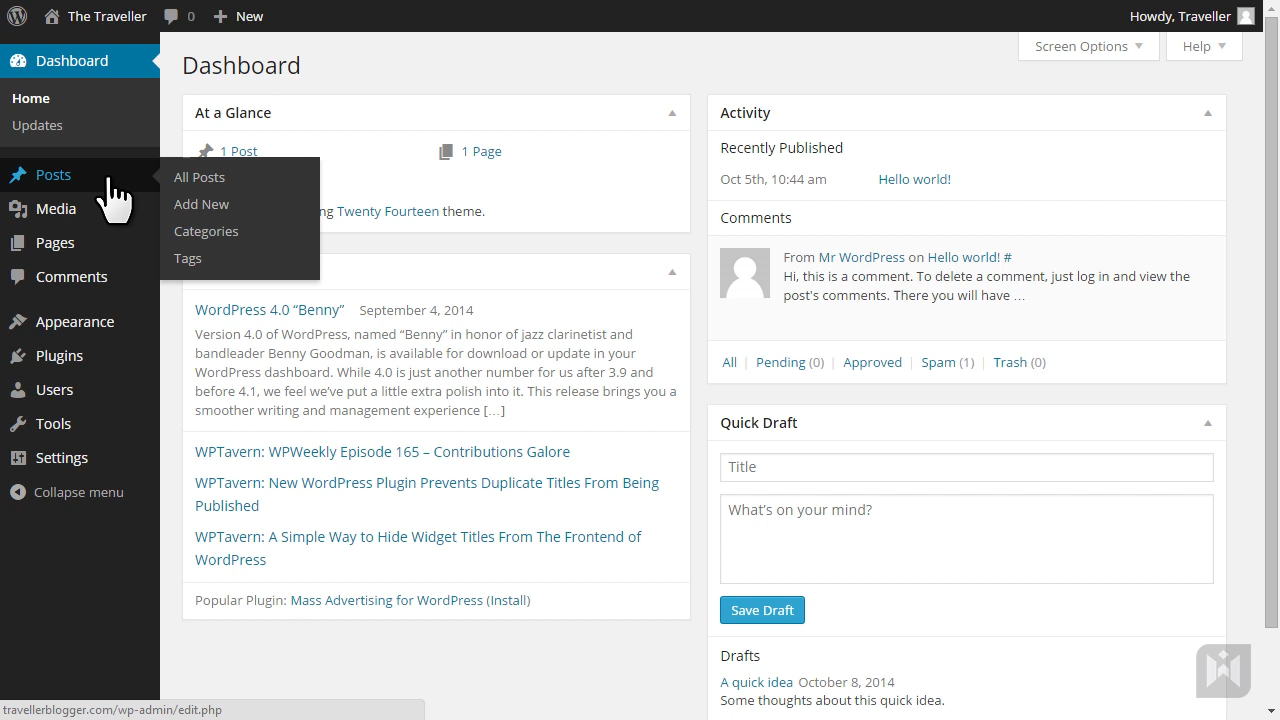 The Traveller 0 New Howdy, Traveller
Screen Options Help
Dashboard
Home
Updates
Posts
Media
Pages
Comments
Appearance
Plugins
Users
Tools
Settings
Collapse menu
All Posts
Add New
Categories
Tags
Dashboard
At a Glance
1 Post 1 Page
ng Twenty Fourteen theme.
WordPress 4.0 “Benny” September 4, 2014
Version 4.0 of WordPress, named “Benny” in honor of jazz clarinetist and
bandleader Benny Goodman, is available for download or update in your
WordPress dashboard. While 4.0 is just another number for us after 3.9 and
before 4.1, we feel we’ve put a little extra polish into it. This release brings you a
smoother writing and management experience […]
WPTavern: WPWeekly Episode 165 – Contributions Galore
WPTavern: New WordPress Plugin Prevents Duplicate Titles From Being
Published
WPTavern: A Simple Way to Hide Widget Titles From The Frontend of
WordPress
Popular Plugin: Mass Advertising for WordPress (Install)
Activity
Recently Published
Oct 5th, 10:44 am Hello world!
Comments
From Mr WordPress on Hello world! #
Hi, this is a comment. To delete a comment, just log in and view the
post's comments. There you will have …
All | Pending (0) | Approved | Spam (1) | Trash (0)
Quick Draft
Title
What’s on your mind?
Save Draft
Drafts
A quick idea October 8, 2014
Some thoughts about this quick idea.
travellerblogger.com/wp-admin/edit.php